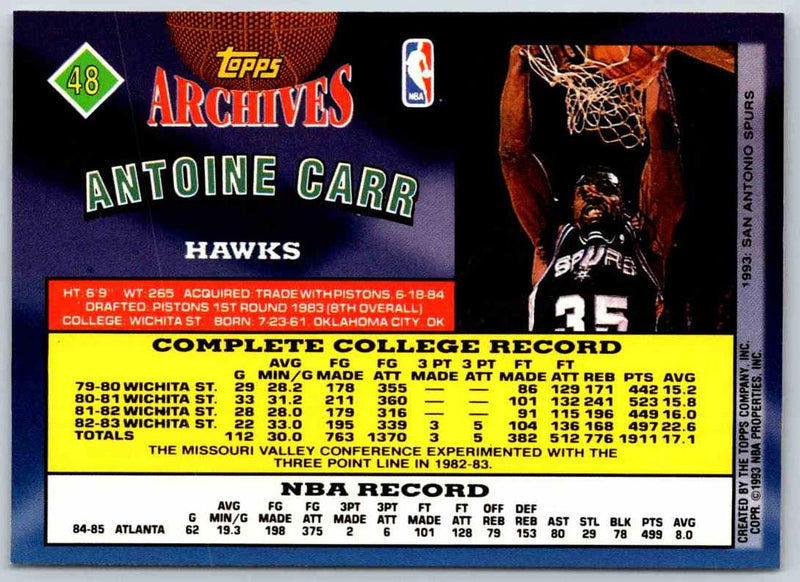 48
Topps
ARCHIVES
NBA
ANTOINE CARR
HAWKS
HT: 6'9" WT: 265 ACQUIRED: TRADE WITH PISTONS, 6-18-84
DRAFTED: PISTONS 1ST ROUND 1983 (8TH OVERALL)
COLLEGE: WICHITA ST. BORN: 7-23-61, OKLAHOMA CITY, OK
SPURS
35
1993: SAN ANTONIO SPURS
COMPLETE COLLEGE RECORD
AVG FG FG 3 PT 3 PT FT FT
G MIN/G MADE ATT MADE ATT MADE ATT REB PTS AVG
79-80 WICHITA ST. 29 28.2 178 355 — — 86 129 171 442 15.2
80-81 WICHITA ST. 33 31.2 211 360 — — 101 132 241 523 15.8
81-82 WICHITA ST. 28 28.0 179 316 — — 91 115 196 449 16.0
82-83 WICHITA ST. 22 33.0 195 339 3 5 104 136 168 497 22.6
TOTALS 112 30.0 763 1370 3 5 382 512 776 1911 17.1
THE MISSOURI VALLEY CONFERENCE EXPERIMENTED WITH THE
THREE POINT LINE IN 1982-83.
NBA RECORD
AVG FG FG 3PT 3PT FT FT OFF DEF
G MIN/G MADE ATT MADE ATT MADE ATT REB REB AST STL BLK PTS AVG
84-85 ATLANTA 62 19.3 198 375 2 6 101 128 79 153 80 29 78 499 8.0
CREATED BY THE TOPPS COMPANY, INC.
COPR. ©1993 NBA PROPERTIES, INC.